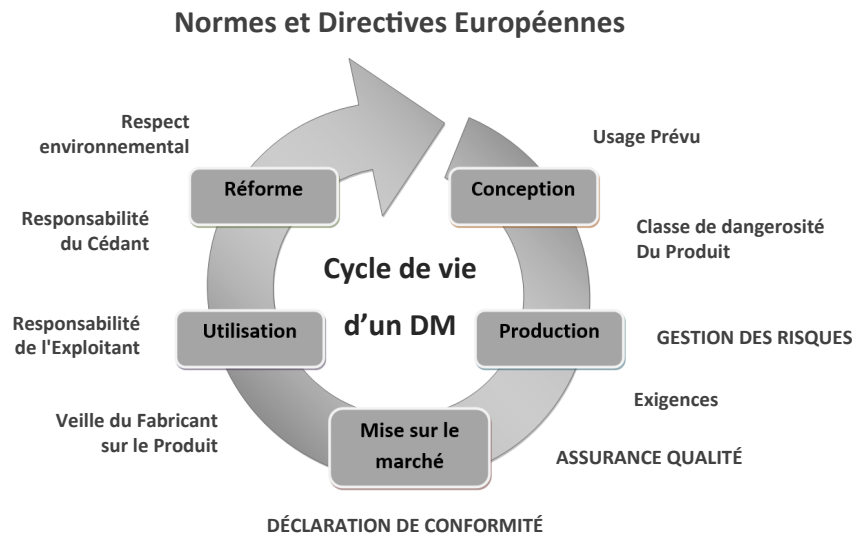 Normes et Directives Européennes
Respect
environnemental
Usage Prévu
Réforme
Conception
Responsabilité
du Cédant
Classe de dangerosité
Du Produit
Cycle de vie
d’un DM
Responsabilité
de l'Exploitant
Utilisation
Production
GESTION DES RISQUES
Exigences
Veille du Fabricant
sur le Produit
Mise sur le
marché
ASSURANCE QUALITÉ
DÉCLARATION DE CONFORMITÉ